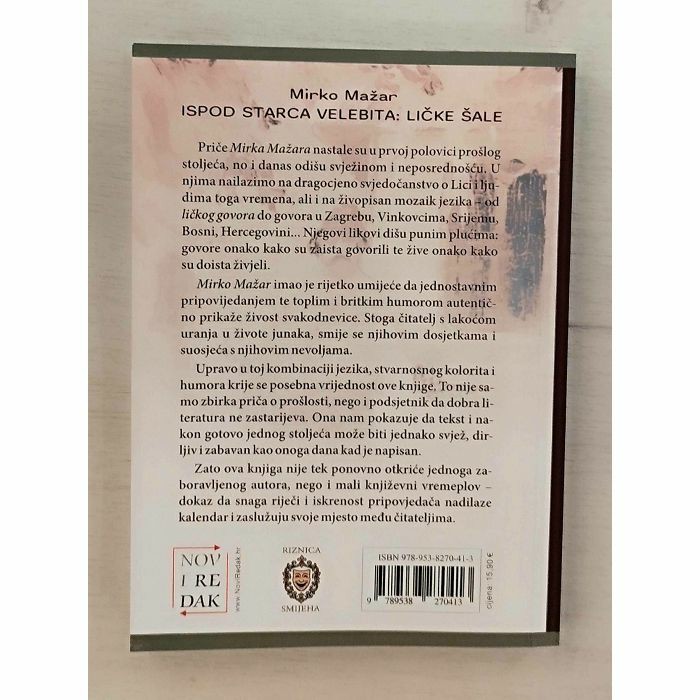 Mirko Mažar
ISPOD STARCA VELEBITA: LIČKE ŠALE
Priče Mirka Mažara nastale su u prvoj polovici prošlog
stoljeća, no i danas odišu svježinom i neposrednošću. U
njima nailazimo na dragocjeno svjedočanstvo o Lici i lju-
dima toga vremena, ali i na živopisan mozaik jezika – od
ličkog govora do govora u Zagrebu, Vinkovcima, Srijemu,
Bosni, Hercegovini... Njegovi likovi dišu punim plućima:
govore onako kako su zaista govorili te žive onako kako
su doista živjeli.
Mirko Mažar imao je rijetko umijeće da jednostavnim
pripovijedanjem te toplim i britkim humorom autentič-
no prikaže živost svakodnevice. Stoga čitatelj s lakoćom
uranja u živote junaka, smije se njihovim dosjetkama i
suosjeća s njihovim nevoljama.
Upravo u toj kombinaciji jezika, stvarnosnog kolorita i
humora krije se posebna vrijednost ove knjige. To nije sa-
mo zbirka priča o prošlosti, nego i podsjetnik da dobra li-
teratura ne zastarijeva. Ona nam pokazuje da tekst i na-
kon gotovo jednog stoljeća može biti jednako svjež, dir-
ljiv i zabavan kao onoga dana kad je napisan.
Zato ova knjiga nije tek ponovno otkriće jednoga za-
boravljenog autora, nego i mali književni vremeplov –
dokaz da snaga riječi i iskrenost pripovjedača nadilaze
kalendar i zaslužuju svoje mjesto među čitateljima.
NOV
I RE
DAK
www.NoviRedak.hr
RIZNICA
SMIJEHA
ISBN 978-953-8270-41-3
9 789538 270413
cijena: 15,90 €